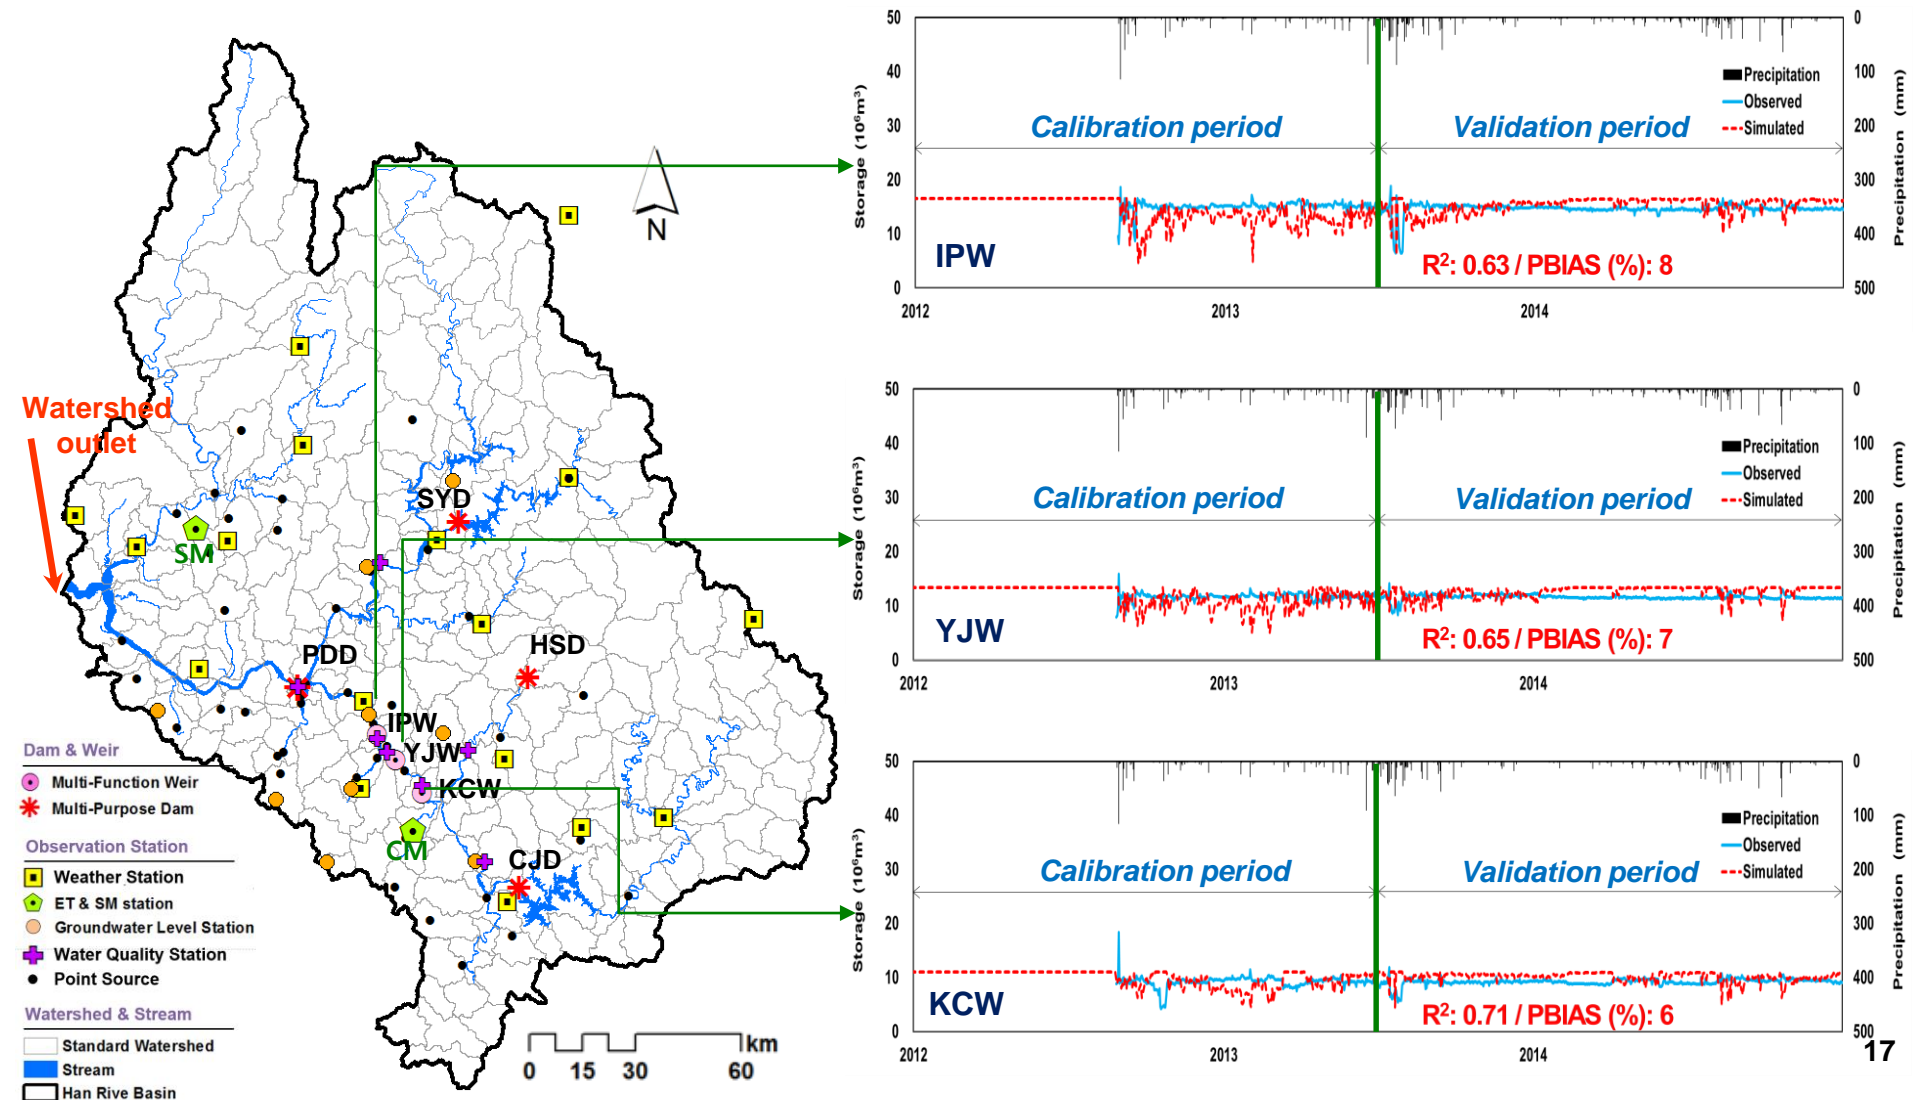 Watershed
outlet
N
SYD
SM
HSD
PDD
IPW
YJW
KCW
CM
CJD
Dam & Weir
Multi-Function Weir
Multi-Purpose Dam
Observation Station
Weather Station
ET & SM station
Groundwater Level Station
Water Quality Station
Point Source
Watershed & Stream
Standard Watershed
Stream
Han Rive Basin
km
0 15 30 60
50
40
30
20
10
0
Storage (10⁶m³)
0
100
200
300
400
500
Precipitation (mm)
Precipitation
Observed
Simulated
Calibration period
Validation period
IPW
R²: 0.63 / PBIAS (%): 8
2012 2013 2014
50
40
30
20
10
0
Storage (10⁶m³)
0
100
200
300
400
500
Precipitation (mm)
Precipitation
Observed
Simulated
Calibration period
Validation period
YJW
R²: 0.65 / PBIAS (%): 7
2012 2013 2014
50
40
30
20
10
0
Storage (10⁶m³)
0
100
200
300
400
500
Precipitation (mm)
Precipitation
Observed
Simulated
Calibration period
Validation period
KCW
R²: 0.71 / PBIAS (%): 6
2012 2013 2014
17